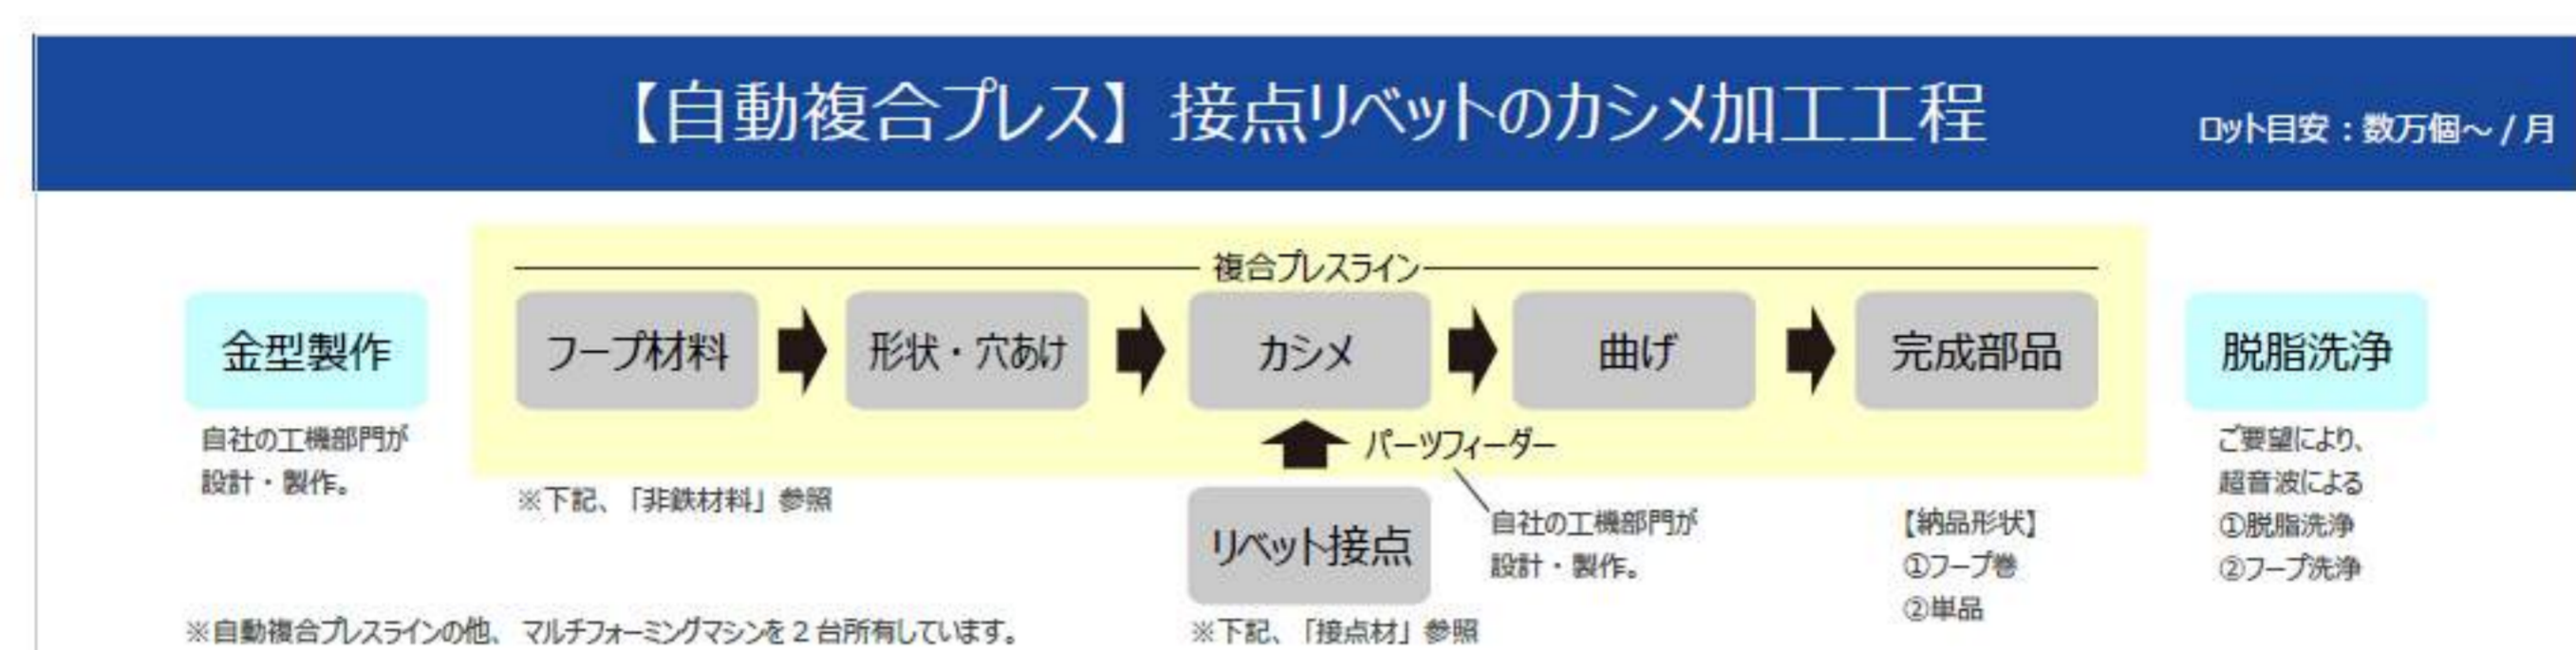 【自動複合プレス】接点リベットのカシメ加工工程
ロット目安：数万個～/月
複合プレスライン
金型製作
フープ材料
形状・穴あけ
カシメ
曲げ
完成部品
脱脂洗浄
自社の工機部門が
設計・製作。
※下記、「非鉄材料」参照
パーツフィーダー
リベット接点
自社の工機部門が
設計・製作。
【納品形状】
①フープ巻
②単品
ご要望により、
超音波による
①脱脂洗浄
②フープ洗浄
※自動複合プレスラインの他、マルチフォーミングマシンを2台所有しています。
※下記、「接点材」参照